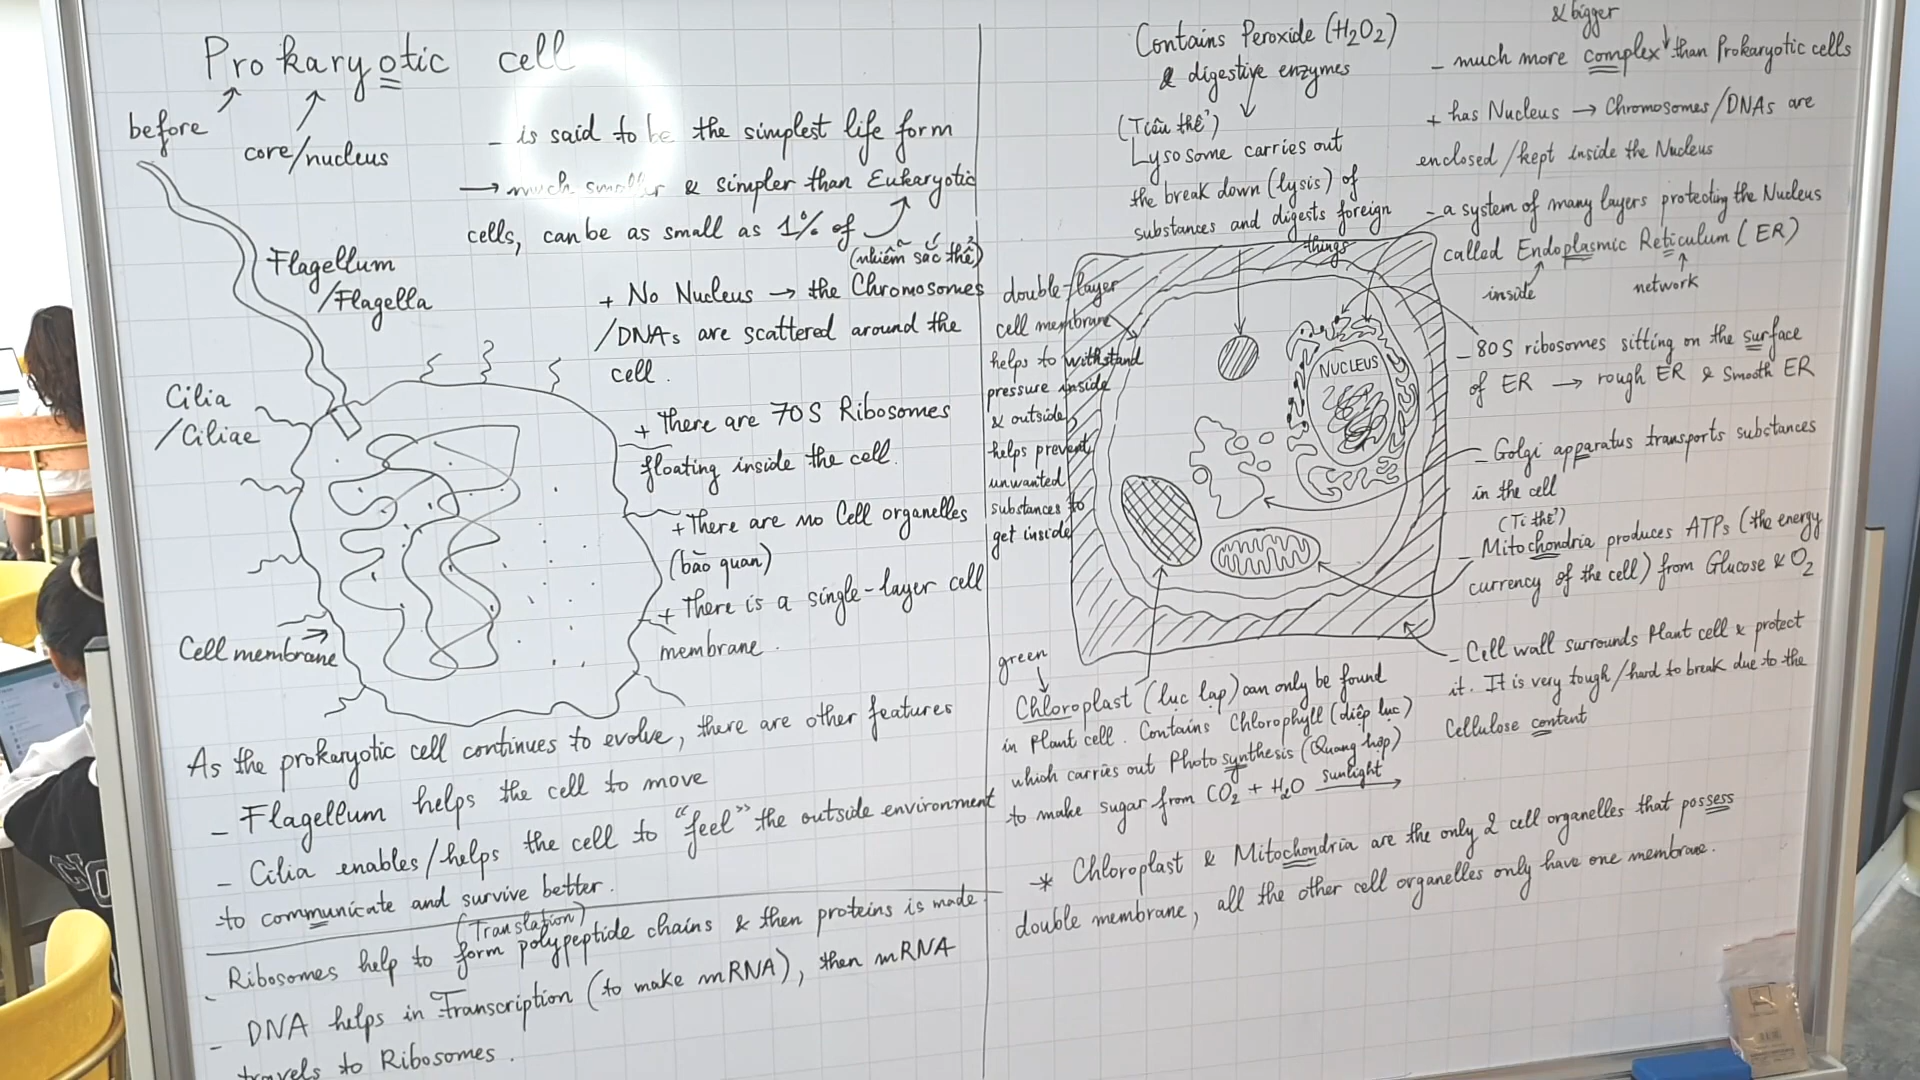 Prokaryotic cell
before
core/nucleus
_ is said to be the simplest life form
→ much smaller & simpler than Eukaryotic
cells, can be as small as 1% of
(nhiễm sắc thể)
Flagellum
/Flagella
+ No Nucleus → the Chromosomes
/DNAs are scattered around the
cell.
Cilia
/Ciliae
+ There are 70S Ribosomes
floating inside the cell.
+ There are no Cell organelles
(bào quan)
+ There is a single-layer cell
membrane.
Cell membrane
As the prokaryotic cell continues to evolve, there are other features
- Flagellum helps the cell to move
- Cilia enables/helps the cell to "feel" the outside environment
to communicate and survive better.
(Translation)
- Ribosomes help to form polypeptide chains & then proteins is made.
- DNA helps in Transcription (to make mRNA), then mRNA
travels to Ribosomes.
Contains Peroxide (H2O2)
& digestive enzymes
(Tiêu thể)
Lysosome carries out
the break down (lysis) of
substances and digests foreign
things
double-layer
cell membrane
helps to withstand
pressure inside
& outside,
helps prevent
unwanted
substances to
get inside
NUCLEUS
green
Chloroplast (lục lạp) can only be found
in Plant cell. Contains Chlorophyll (diệp lục)
which carries out Photosynthesis (Quang hợp)
to make sugar from CO2 + H2O sunlight →
* Chloroplast & Mitochondria are the only 2 cell organelles that possess
double membrane, all the other cell organelles only have one membrane.
& bigger
_ much more complex than Prokaryotic cells
+ has Nucleus → Chromosomes/DNAs are
enclosed/kept inside the Nucleus
- a system of many layers protecting the Nucleus
called Endoplasmic Reticulum (ER)
inside
network
- 80S ribosomes sitting on the surface
of ER → rough ER & Smooth ER
- Golgi apparatus transports substances
in the cell
(Ti thể)
- Mitochondria produces ATPs (the energy
currency of the cell) from Glucose & O2
- Cell wall surrounds Plant cell & protect
it. It is very tough/hard to break due to the
Cellulose content